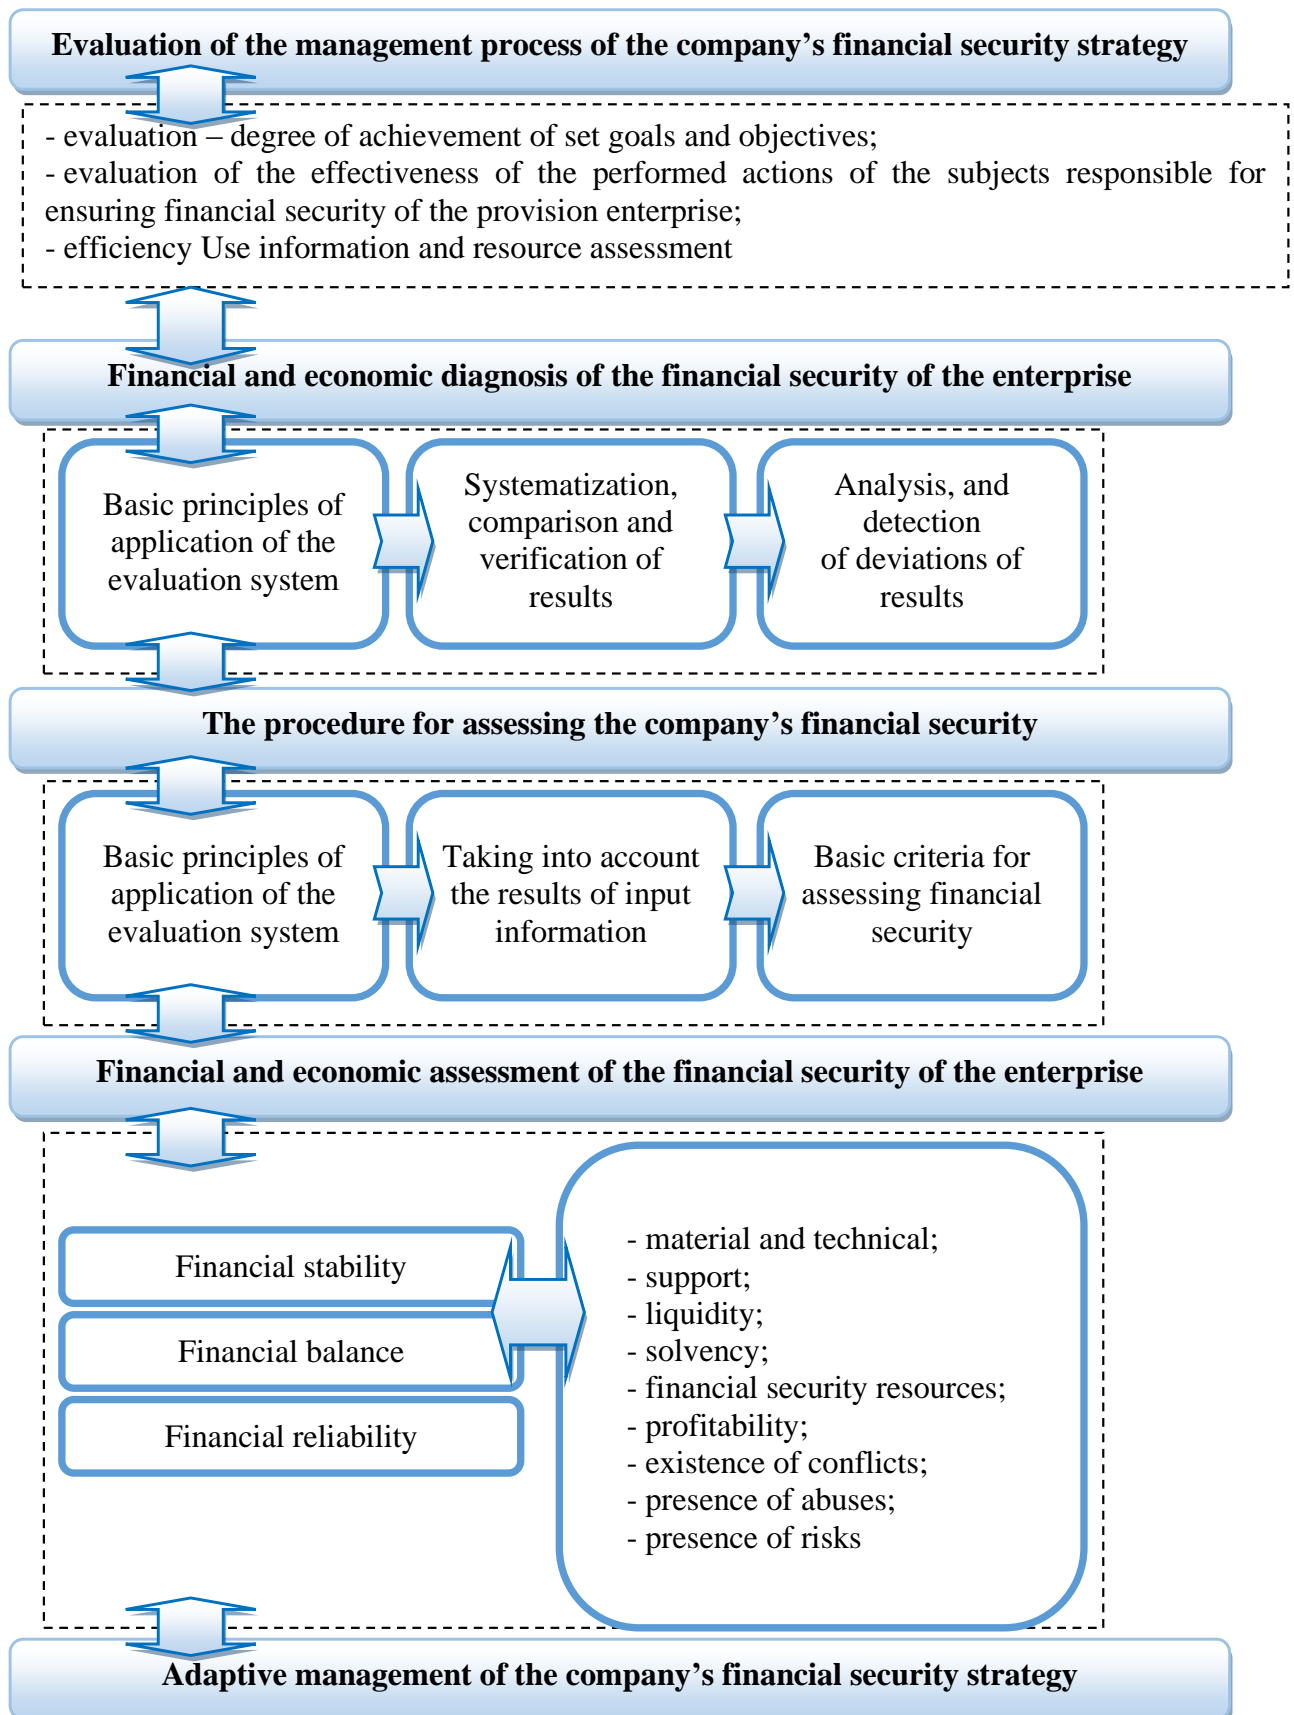 Evaluation of the management process of the company’s financial security strategy
- evaluation – degree of achievement of set goals and objectives;
- evaluation of the effectiveness of the performed actions of the subjects responsible for
ensuring financial security of the provision enterprise;
- efficiency Use information and resource assessment
Financial and economic diagnosis of the financial security of the enterprise
Basic principles of
application of the
evaluation system
Systematization,
comparison and
verification of
results
Analysis, and
detection
of deviations of
results
The procedure for assessing the company’s financial security
Basic principles of
application of the
evaluation system
Taking into account
the results of input
information
Basic criteria for
assessing financial
security
Financial and economic assessment of the financial security of the enterprise
Financial stability
Financial balance
Financial reliability
- material and technical;
- support;
- liquidity;
- solvency;
- financial security resources;
- profitability;
- existence of conflicts;
- presence of abuses;
- presence of risks
Adaptive management of the company’s financial security strategy